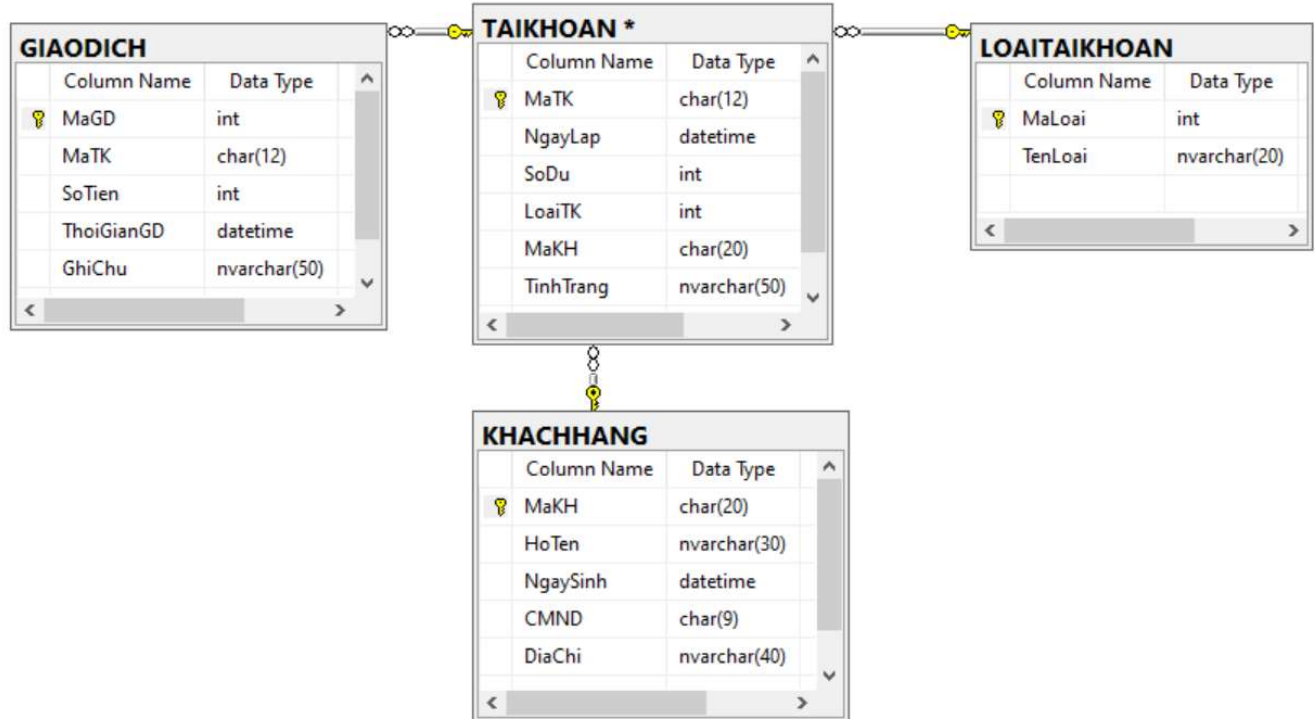 GIAODICH
Column Name Data Type
MaGD int
MaTK char(12)
SoTien int
ThoiGianGD datetime
GhiChu nvarchar(50)
TAIKHOAN *
Column Name Data Type
MaTK char(12)
NgayLap datetime
SoDu int
LoaiTK int
MaKH char(20)
TinhTrang nvarchar(50)
LOAITAIKHOAN
Column Name Data Type
MaLoai int
TenLoai nvarchar(20)
KHACHHANG
Column Name Data Type
MaKH char(20)
HoTen nvarchar(30)
NgaySinh datetime
CMND char(9)
DiaChi nvarchar(40)